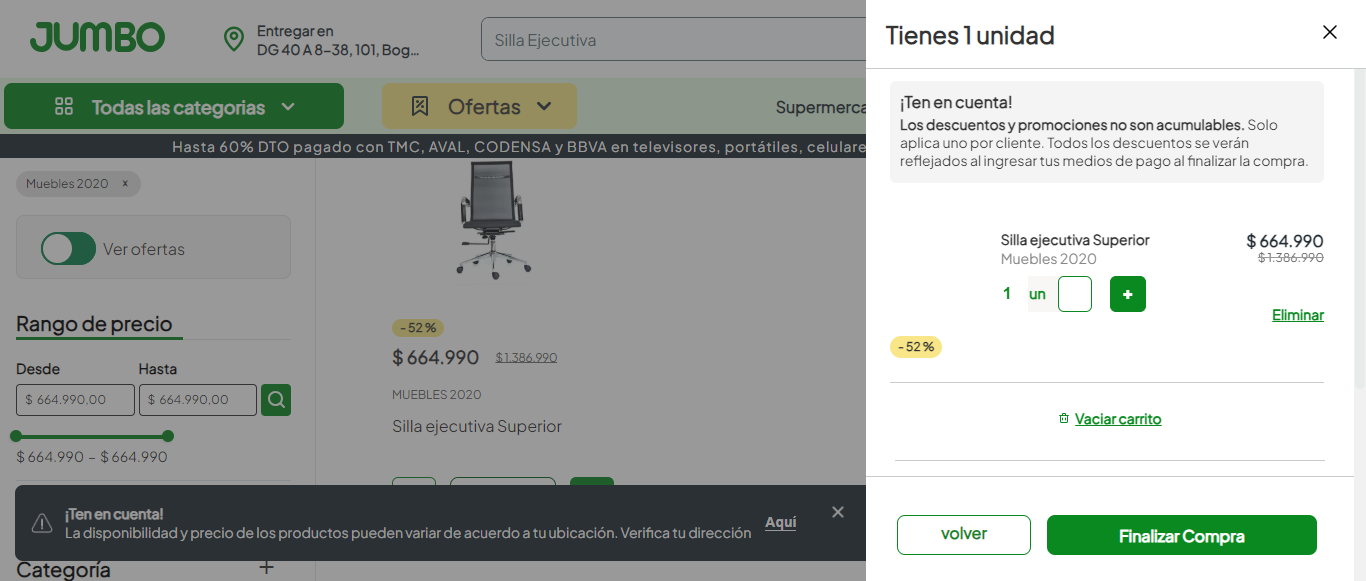 JUMBO
Entregar en
DG 40 A 8-38, 101, Bog...
Silla Ejecutiva
Todas las categorias
Ofertas
Supermerca
Hasta 60% DTO pagado con TMC, AVAL, CODENSA y BBVA en televisores, portátiles, celulare
Muebles 2020 x
Ver ofertas
Rango de precio
Desde
Hasta
$ 664.990,00
$ 664.990,00
$ 664.990 – $ 664.990
Categoría
-52%
$ 664.990 $ 1.386.990
MUEBLES 2020
Silla ejecutiva Superior
¡Ten en cuenta!
La disponibilidad y precio de los productos pueden variar de acuerdo a tu ubicación. Verifica tu dirección
Aquí
Tienes 1 unidad
¡Ten en cuenta!
Los descuentos y promociones no son acumulables. Solo
aplica uno por cliente. Todos los descuentos se verán
reflejados al ingresar tus medios de pago al finalizar la compra.
Silla ejecutiva Superior
Muebles 2020
$ 664.990
$ 1.386.990
1 un +
Eliminar
-52%
Vaciar carrito
volver
Finalizar Compra